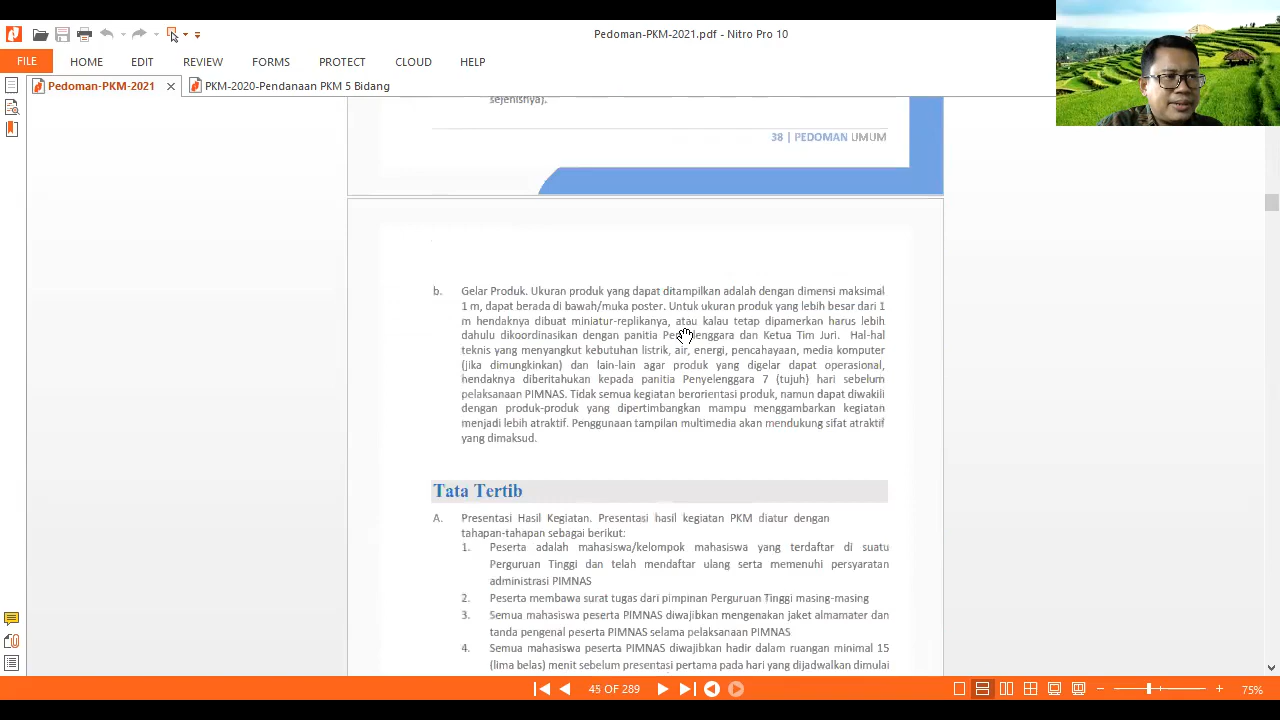 Pedoman-PKM-2021.pdf - Nitro Pro 10
FILE HOME EDIT REVIEW FORMS PROTECT CLOUD HELP
Pedoman-PKM-2021 PKM-2020-Pendanaan PKM 5 Bidang
sejenisnya).
38 | PEDOMAN UMUM
b. Gelar Produk. Ukuran produk yang dapat ditampilkan adalah dengan dimensi maksimal
1 m, dapat berada di bawah/muka poster. Untuk ukuran produk yang lebih besar dari 1
m hendaknya dibuat miniatur-replikanya, atau kalau tetap dipamerkan harus lebih
dahulu dikoordinasikan dengan panitia Penyelenggara dan Ketua Tim Juri. Hal-hal
teknis yang menyangkut kebutuhan listrik, air, energi, pencahayaan, media komputer
(jika dimungkinkan) dan lain-lain agar produk yang digelar dapat operasional,
hendaknya diberitahukan kepada panitia Penyelenggara 7 (tujuh) hari sebelum
pelaksanaan PIMNAS. Tidak semua kegiatan berorientasi produk, namun dapat diwakili
dengan produk-produk yang dipertimbangkan mampu menggambarkan kegiatan
menjadi lebih atraktif. Penggunaan tampilan multimedia akan mendukung sifat atraktif
yang dimaksud.
Tata Tertib
A. Presentasi Hasil Kegiatan. Presentasi hasil kegiatan PKM diatur dengan
tahapan-tahapan sebagai berikut:
1. Peserta adalah mahasiswa/kelompok mahasiswa yang terdaftar di suatu
Perguruan Tinggi dan telah mendaftar ulang serta memenuhi persyaratan
administrasi PIMNAS
2. Peserta membawa surat tugas dari pimpinan Perguruan Tinggi masing-masing
3. Semua mahasiswa peserta PIMNAS diwajibkan mengenakan jaket almamater dan
tanda pengenal peserta PIMNAS selama pelaksanaan PIMNAS
4. Semua mahasiswa peserta PIMNAS diwajibkan hadir dalam ruangan minimal 15
(lima belas) menit sebelum presentasi pertama pada hari yang dijadwalkan dimulai
45 OF 289
75%